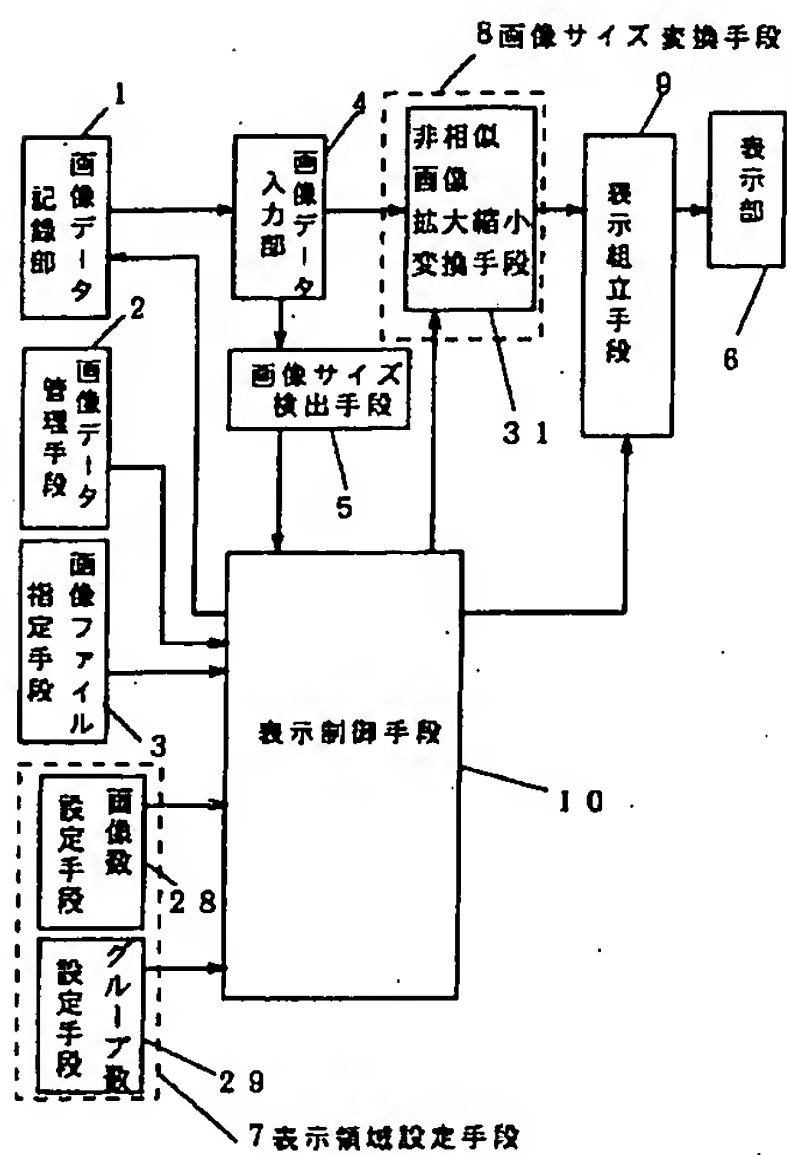 8画像サイズ変換手段
1
画像データ
記録部
4
画像データ
入力部
非相似
画像
拡大縮小
変換手段
31
9
表示組立手段
表示部
6
2
画像データ
管理手段
画像サイズ
検出手段
5
画像ファイル
指定手段
3
表示制御手段
10
画像数
設定手段
28
グループ数
設定手段
29
7表示領域設定手段